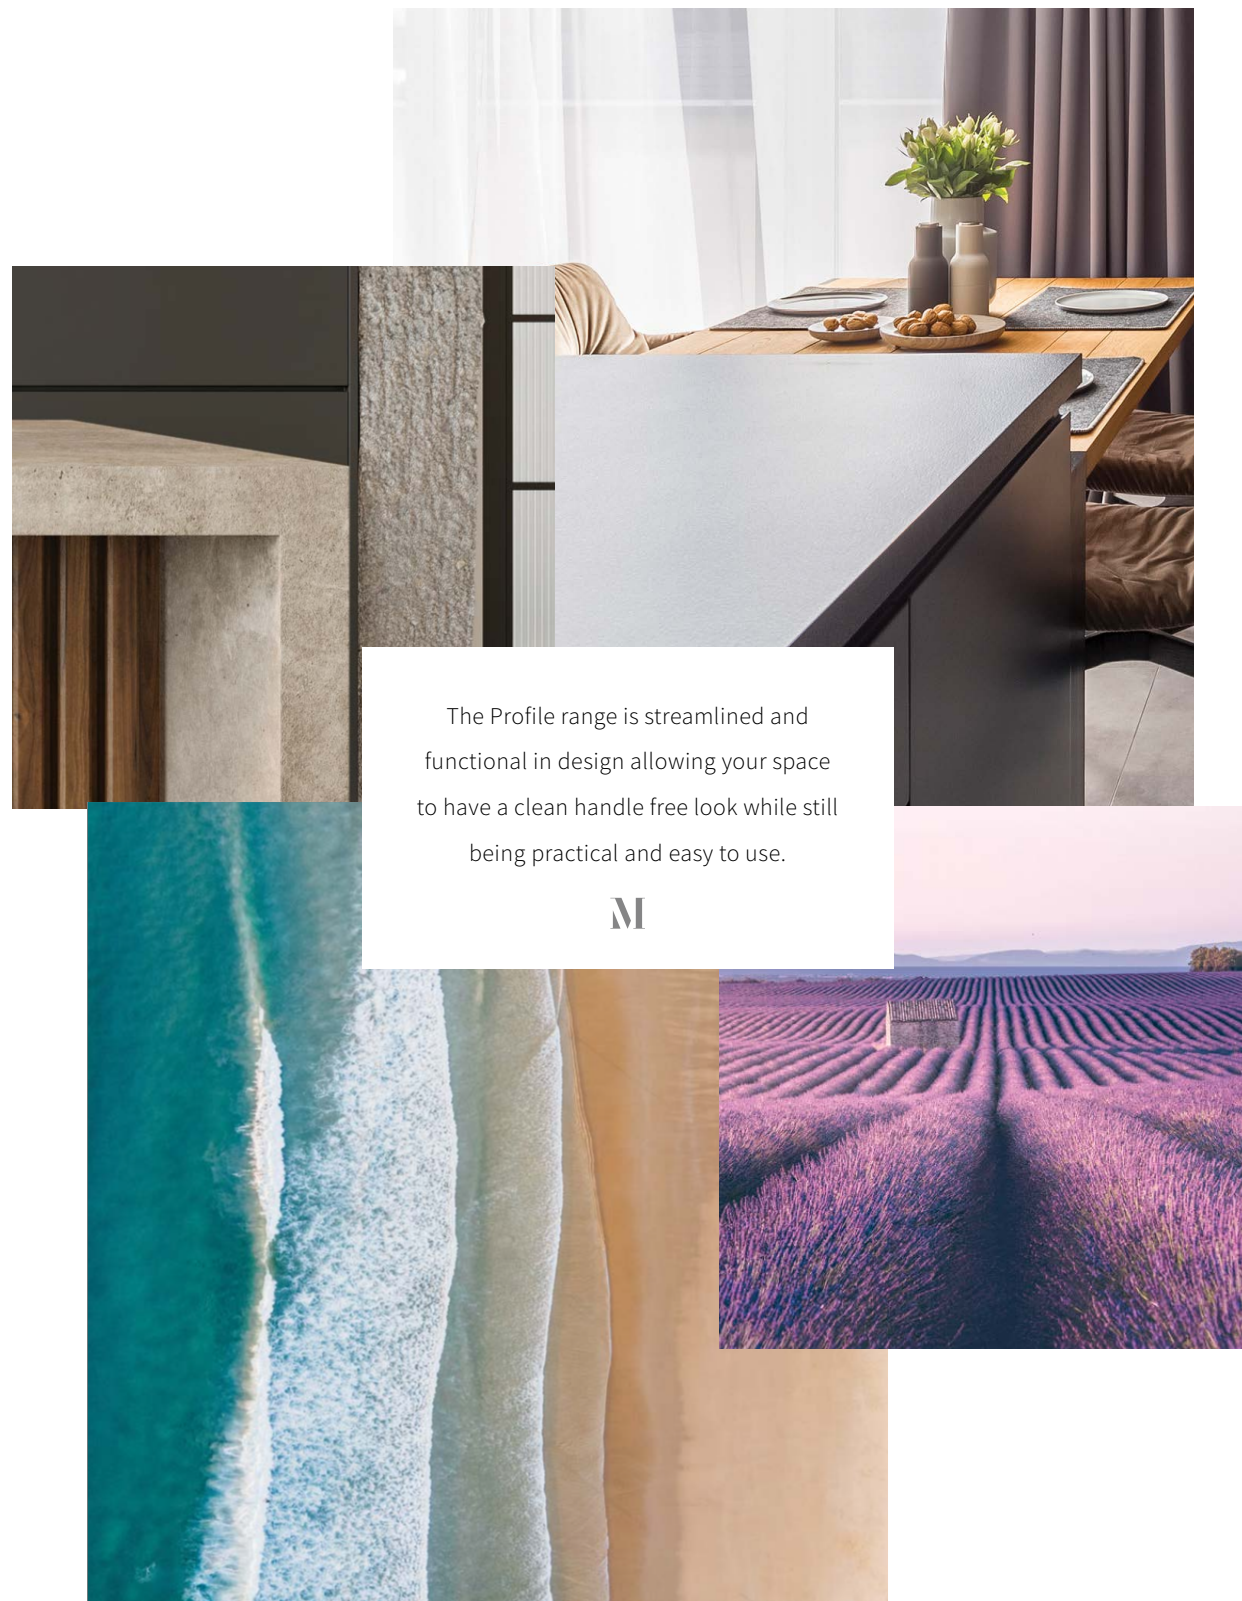 The Profile range is streamlined and
functional in design allowing your space
to have a clean handle free look while still
being practical and easy to use.
M